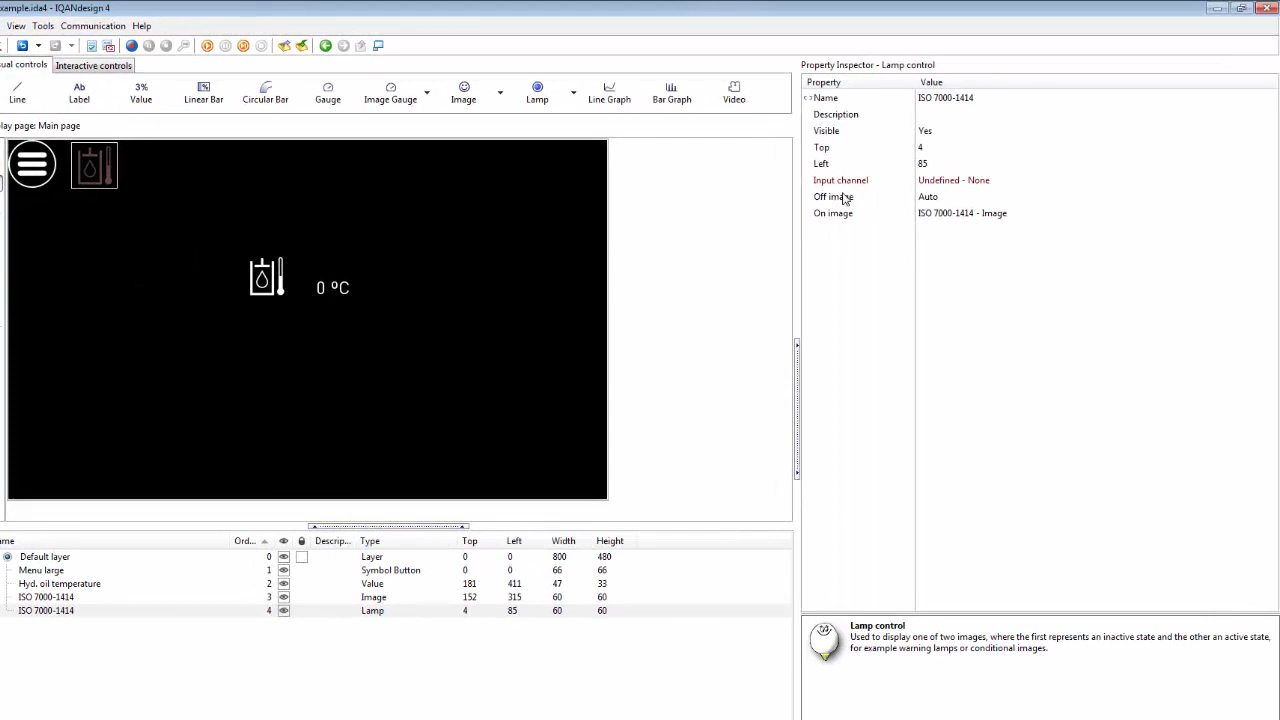 xample.ida4 - IQANdesign 4
View Tools Communication Help
sual controls Interactive controls
Line Label Value Linear Bar Circular Bar Gauge Image Gauge Image Lamp Line Graph Bar Graph Video
Ab 3%
play page: Main page
0 ºC
ame Ord... Descrip... Type Top Left Width Height
Default layer 0 Layer 0 0 800 480
Menu large 1 Symbol Button 0 0 66 66
Hyd. oil temperature 2 Value 181 411 47 33
ISO 7000-1414 3 Image 152 315 60 60
ISO 7000-1414 4 Lamp 4 85 60 60
Property Inspector - Lamp control
Property Value
Name ISO 7000-1414
Description
Visible Yes
Top 4
Left 85
Input channel Undefined - None
Off image Auto
On image ISO 7000-1414 - Image
Lamp control
Used to display one of two images, where the first represents an inactive state and the other an active state,
for example warning lamps or conditional images.